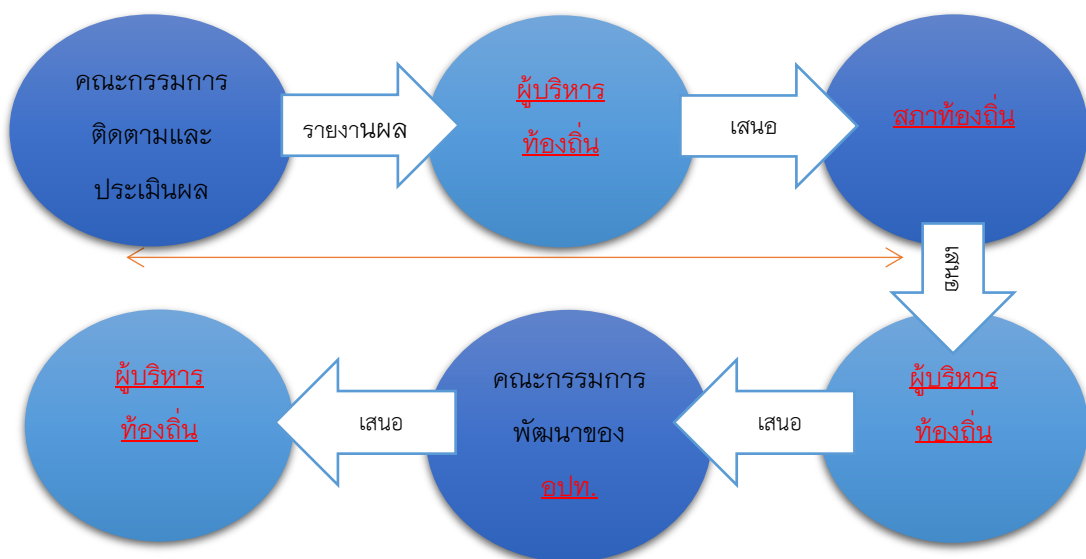 คณะกรรมการ
ติดตามและ
ประเมินผล
รายงานผล
ผู้บริหาร
ท้องถิ่น
เสนอ
สภาท้องถิ่น
เสนอ
ผู้บริหาร
ท้องถิ่น
เสนอ
คณะกรรมการ
พัฒนาของ
อปท.
เสนอ
ผู้บริหาร
ท้องถิ่น